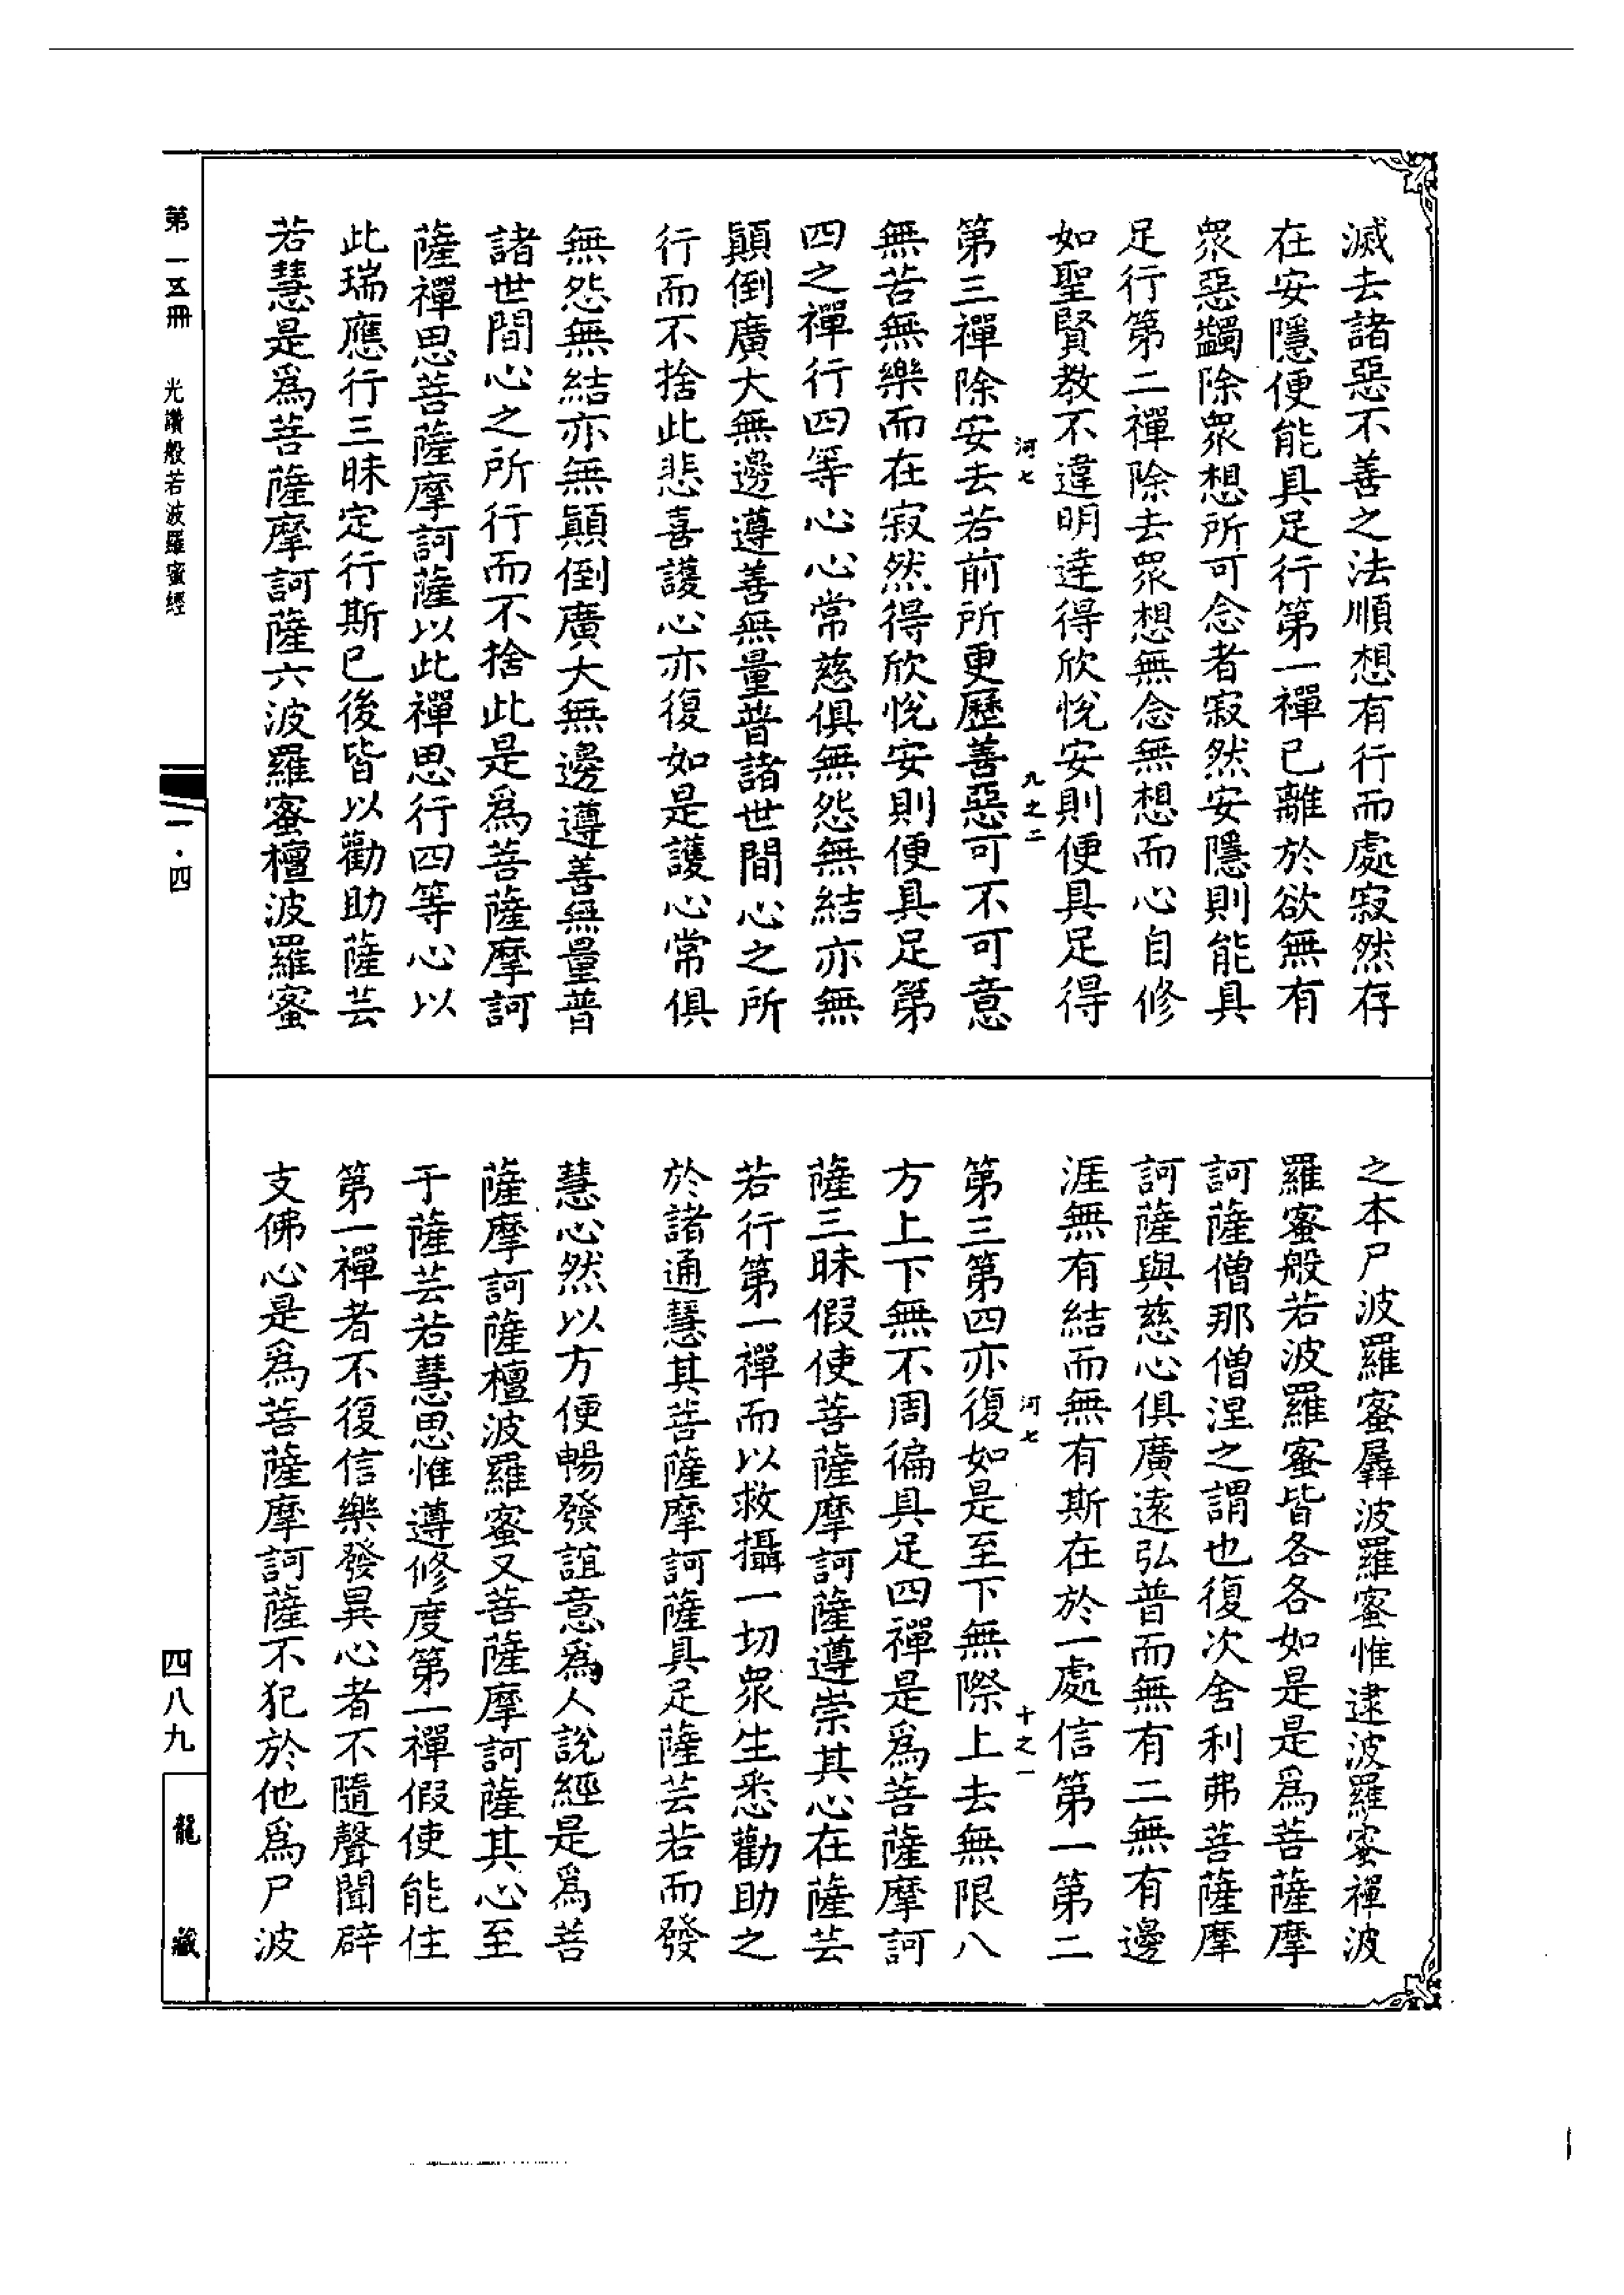 滅去諸惡不善之法順想有行而處寂然存
在安隱便能具足行第一禪已離於欲無有
衆惡蠲除衆想所可念者寂然安隱則能具
足行第二禪除去衆想無念無想而心自修
如聖賢教不違明達得欣悅安則便具足得
河七
九之二
第三禪除安去若前所更歷善惡可不可意
無苦無樂而在寂然得欣悅安則便具足第
四之禪行四等心心常慈俱無怨無結亦無
顛倒廣大無邊遵善無量普諸世間心之所
行而不捨此悲喜護心亦復如是護心常俱
無怨無結亦無顛倒廣大無邊遵善無量普
諸世間心之所行而不捨此是爲菩薩摩訶
薩禪思菩薩摩訶薩以此禪思行四等心以
此瑞應行三昧定行斯已後皆以勸助薩芸
若慧是爲菩薩摩訶薩六波羅蜜檀波羅蜜
之本尸波羅蜜羼波羅蜜惟逮波羅蜜禪波
羅蜜般若波羅蜜皆各各如是是爲菩薩摩
訶薩僧那僧涅之謂也復次舍利弗菩薩摩
訶薩與慈心俱廣遠弘普而無有二無有邊
涯無有結而無有斯在於一處信第一第二
河七
十之一
第三第四亦復如是至下無際上去無限八
方上下無不周徧具足四禪是爲菩薩摩訶
薩三昧假使菩薩摩訶薩遵崇其心在薩芸
若行第一禪而以救攝一切衆生悉勸助之
於諸通慧其菩薩摩訶薩具足薩芸若而發
慧心然以方便暢發誼意爲人說經是爲菩
薩摩訶薩檀波羅蜜又菩薩摩訶薩其心至
于薩芸若慧思惟遵修度第一禪假使能住
第一禪者不復信樂發異心者不隨聲聞辟
支佛心是爲菩薩摩訶薩不犯於他爲尸波
第一五冊
光讚般若波羅蜜經
一·四
四八九
龍藏